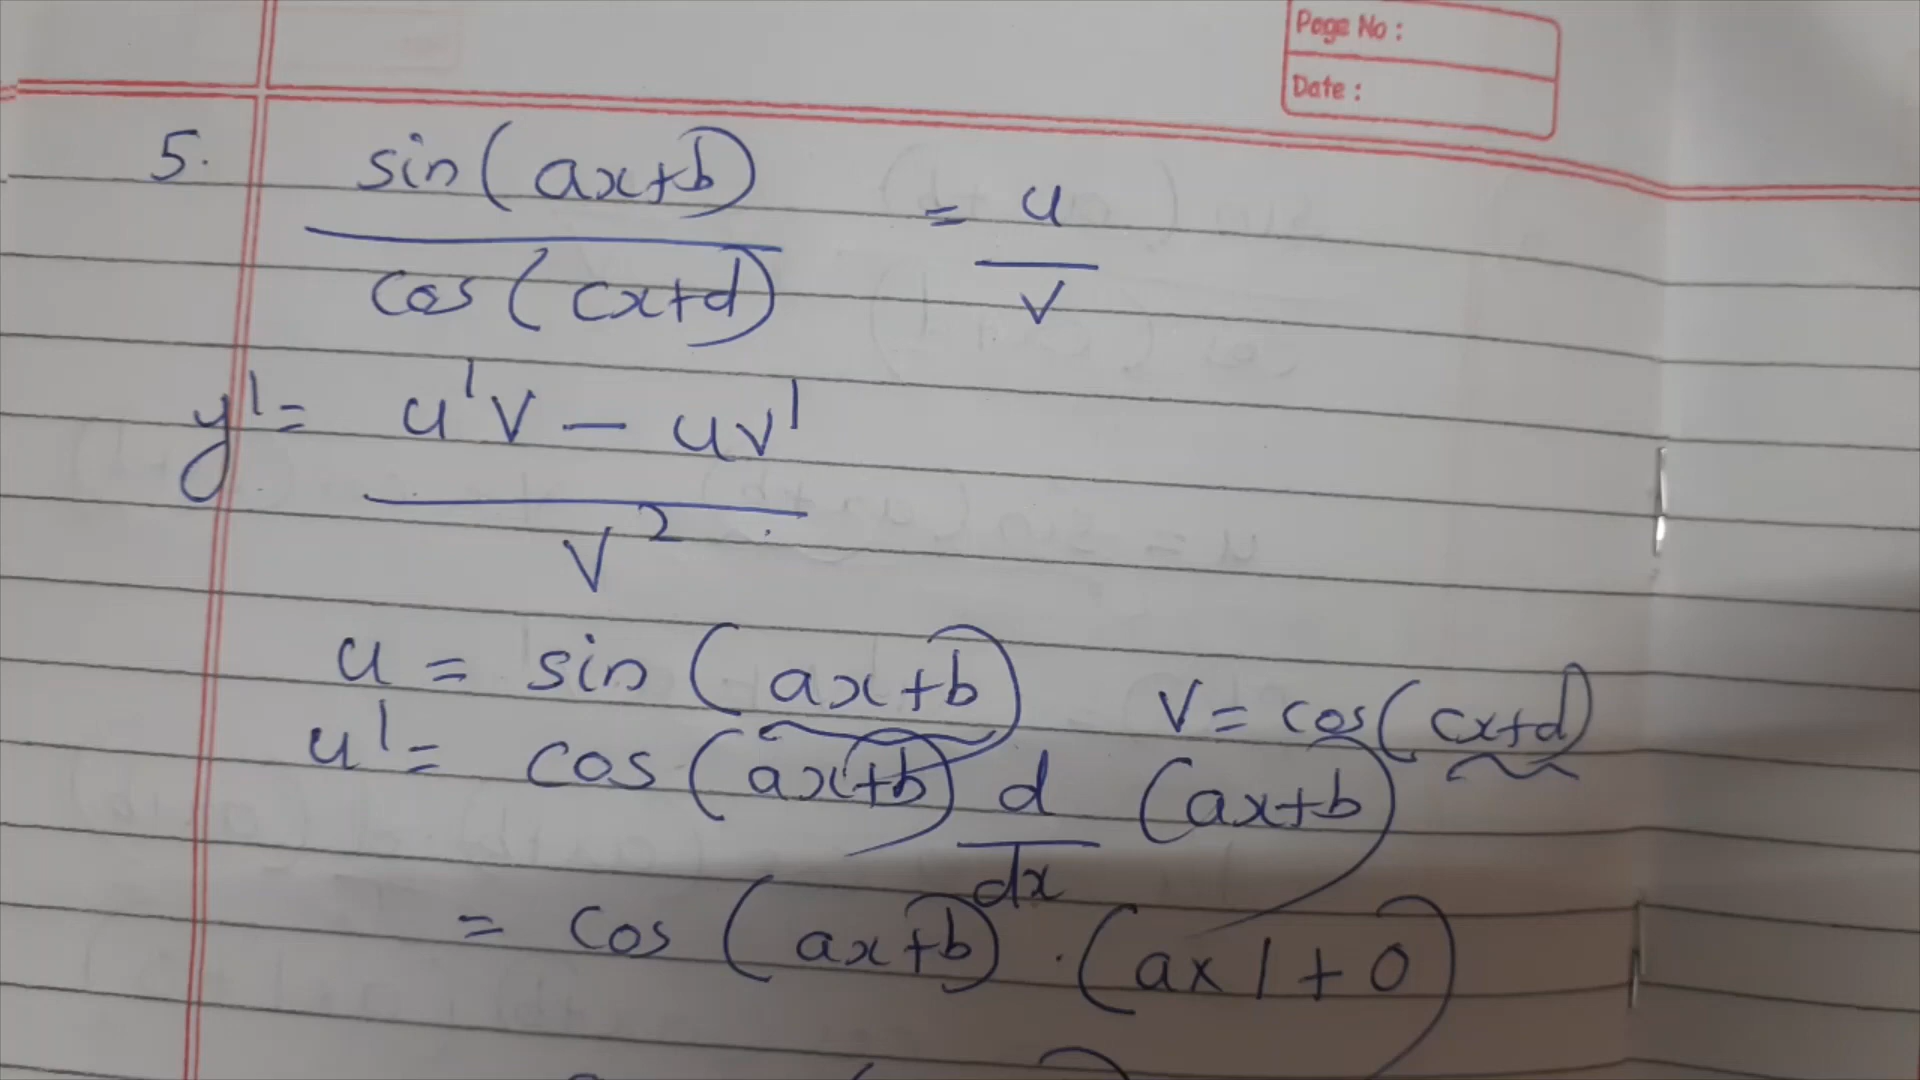 Page No :
Date :
5. sin(ax+b) = u
cos(cx+d) v
y' = u'v - uv'
v²
u = sin(ax+b) v = cos(cx+d)
u' = cos(ax+b) d (ax+b)
dx
= cos(ax+b) . (ax1+0)